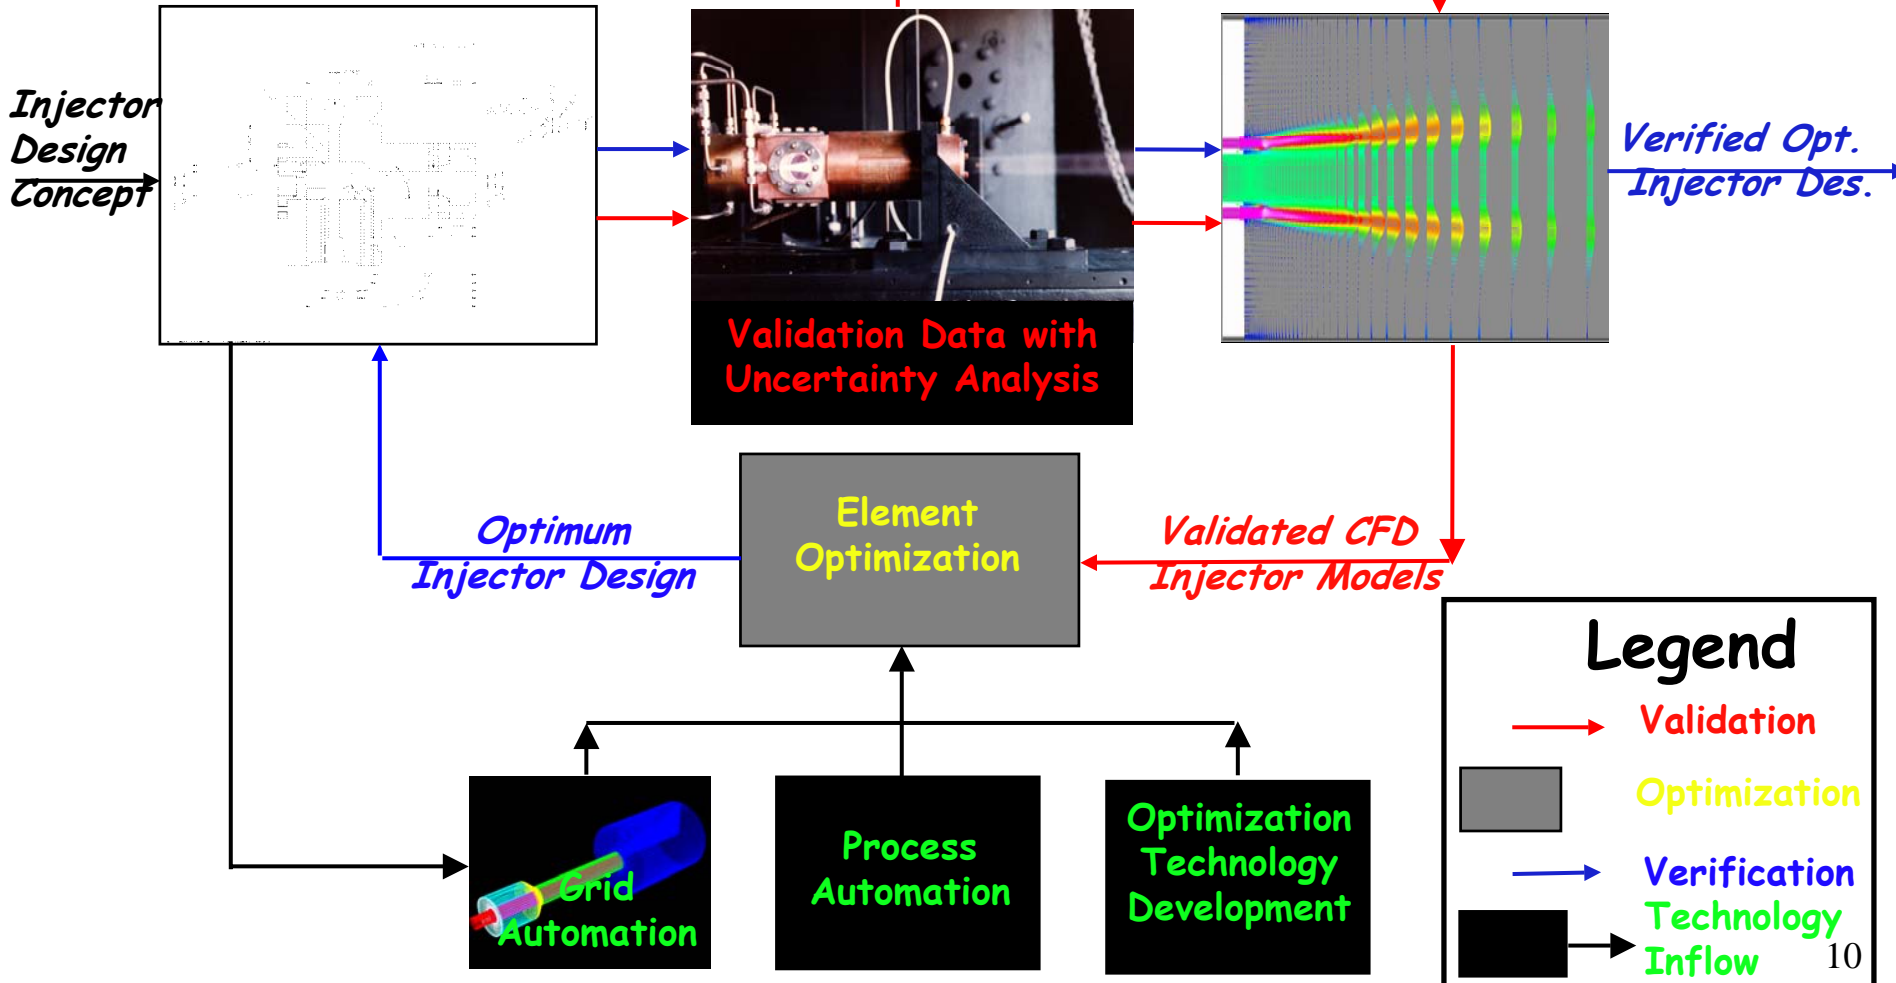 Injector
Design
Concept
Verified Opt.
Injector Des.
Validation Data with
Uncertainty Analysis
Element
Optimization
Optimum
Injector Design
Validated CFD
Injector Models
Legend
Validation
Optimization
Verification
Technology
Inflow
Grid
Automation
Process
Automation
Optimization
Technology
Development
10